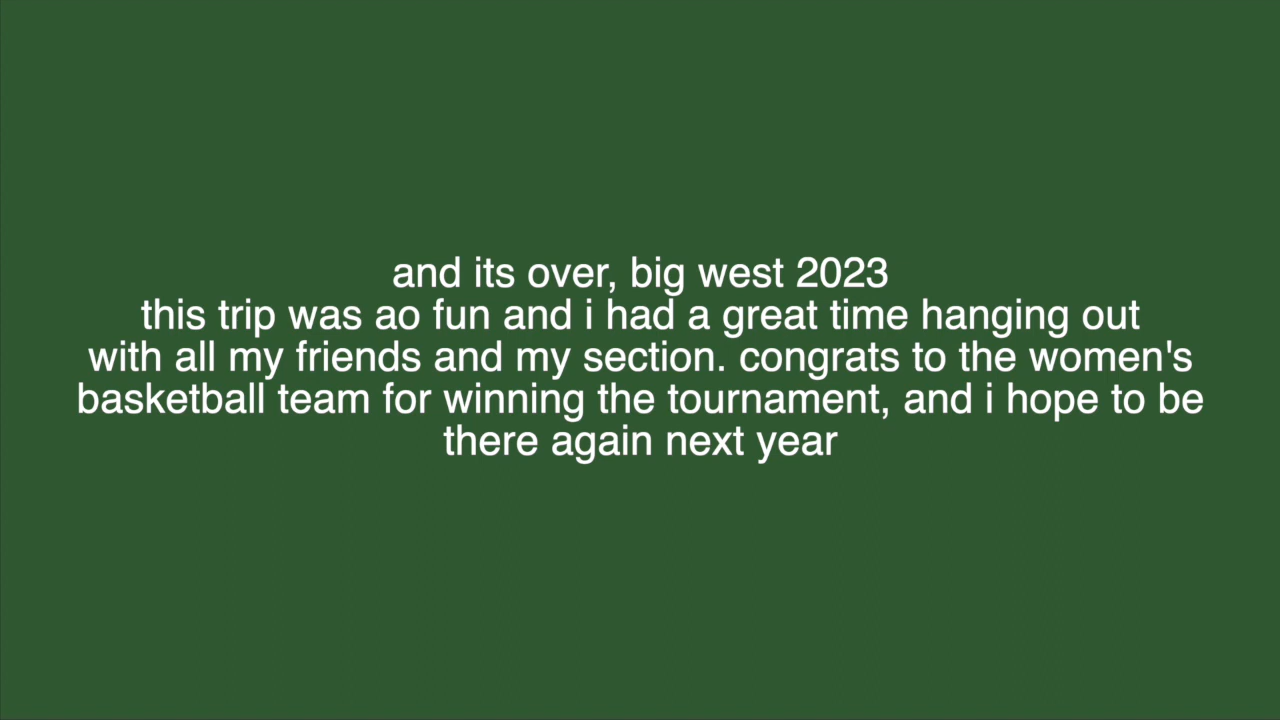 and its over, big west 2023
this trip was ao fun and i had a great time hanging out
with all my friends and my section. congrats to the women's
basketball team for winning the tournament, and i hope to be
there again next year